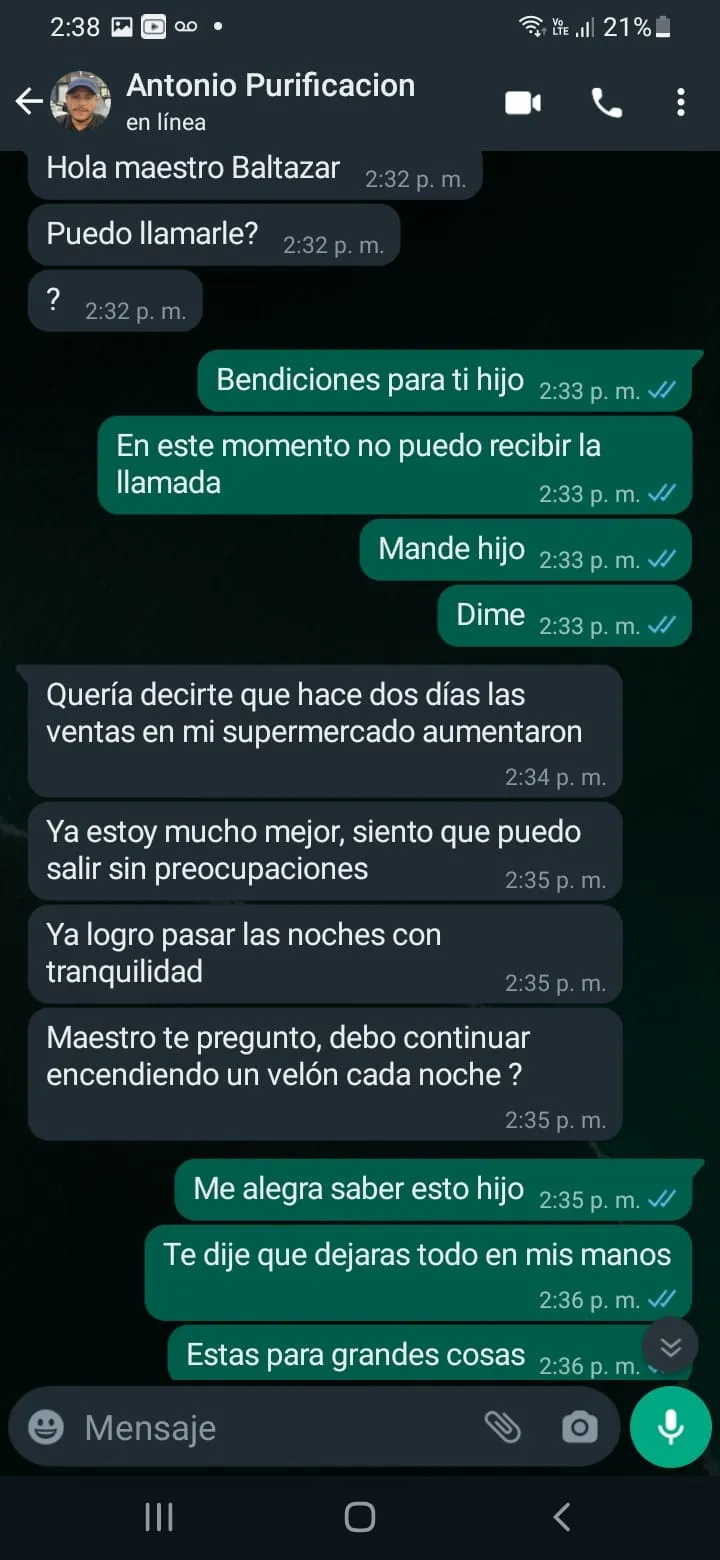 2:38
Vo
LTE
21%
Antonio Purificacion
en línea
Hola maestro Baltazar 2:32 p. m.
Puedo llamarle? 2:32 p. m.
? 2:32 p. m.
Bendiciones para ti hijo 2:33 p. m.
En este momento no puedo recibir la
llamada 2:33 p. m.
Mande hijo 2:33 p. m.
Dime 2:33 p. m.
Quería decirte que hace dos días las
ventas en mi supermercado aumentaron
2:34 p. m.
Ya estoy mucho mejor, siento que puedo
salir sin preocupaciones 2:35 p. m.
Ya logro pasar las noches con
tranquilidad 2:35 p. m.
Maestro te pregunto, debo continuar
encendiendo un velón cada noche ?
2:35 p. m.
Me alegra saber esto hijo 2:35 p. m.
Te dije que dejaras todo en mis manos
2:36 p. m.
Estas para grandes cosas 2:36 p. m.
Mensaje